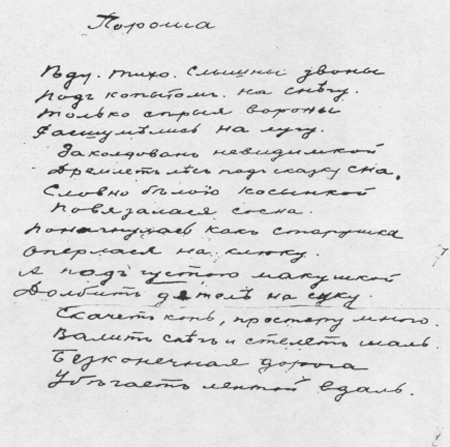 Пороша
Ѣду. Тихо. Слышны звоны
Подъ копытомъ на снѣгу.
Только сѣрыя вороны
Расшумѣлись на лугу.
Заколдованъ невидимкой
Дремлетъ лѣсъ подъ сказку сна.
Словно бѣлою косынкой
Повязалася сосна.
Понагнулась какъ старушка
Оперлася на клюку.
А подъ густого макушкой
Долбитъ дятелъ на суку.
Скачетъ конь, простору много.
Валитъ снѣгъ и стелетъ шаль.
Безконечная дорога
Убѣгаетъ лентой вдаль.